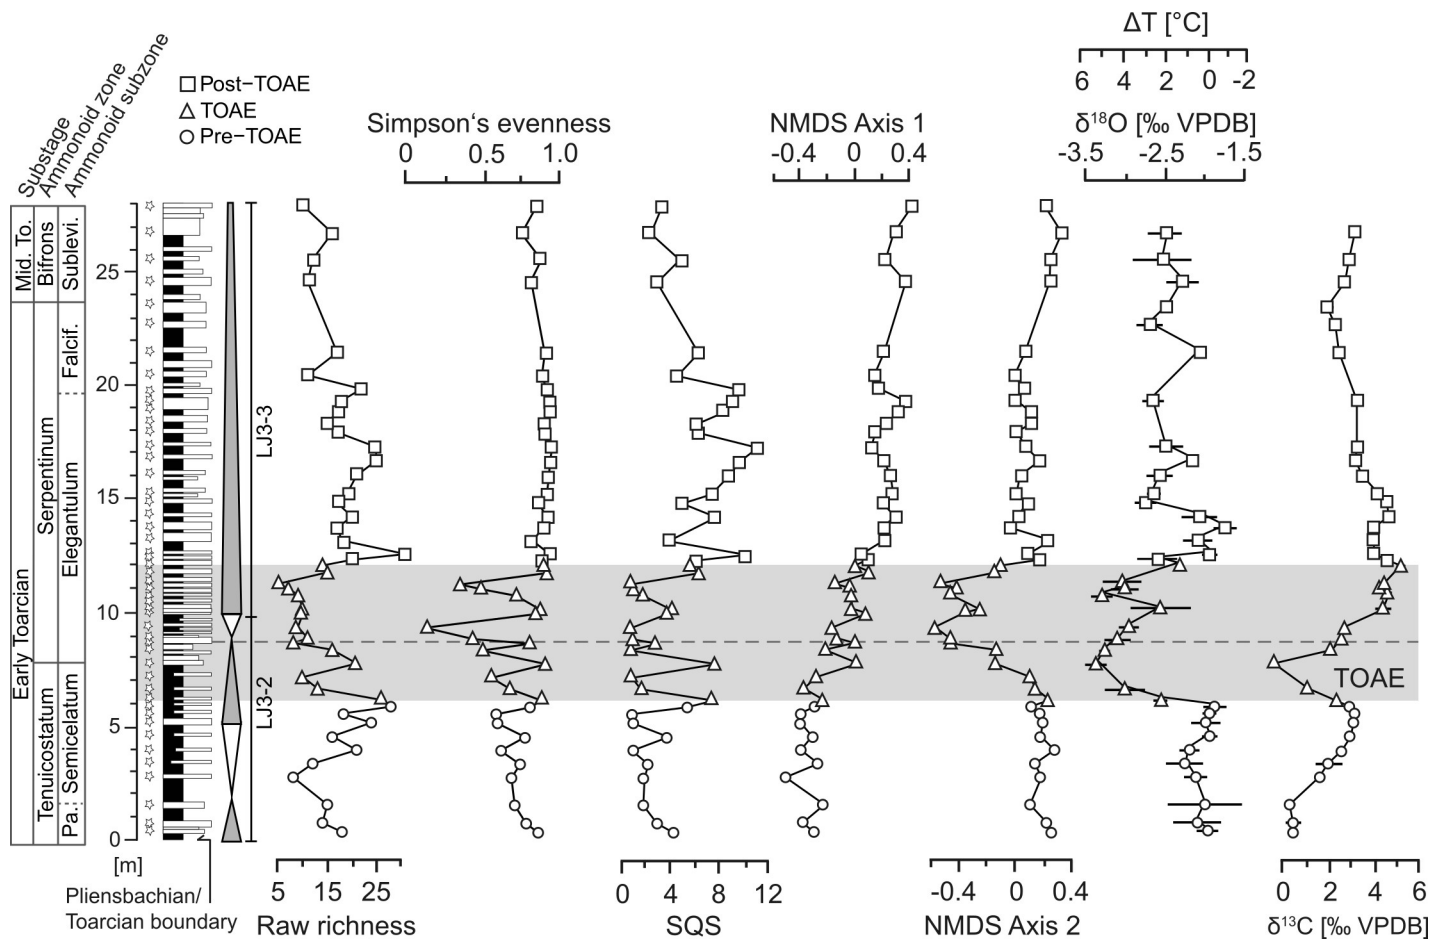 ΔT [°C]
6 4 2 0 -2
δ¹⁸O [‰ VPDB]
-3.5 -2.5 -1.5
Substage
Ammonoid zone
Ammonoid subzone
□ Post−TOAE
△ TOAE
○ Pre−TOAE
Simpson‘s evenness
0 0.5 1.0
NMDS Axis 1
-0.4 0 0.4
Mid. To.
Early Toarcian
Bifrons
Serpentinum
Tenuicostatum
Sublevi.
Falcif.
Elegantulum
Semicelatum
Pa.
25
20
15
10
5
0
[m]
LJ3-3
LJ3-2
TOAE
Pliensbachian/
Toarcian boundary
5 15 25
Raw richness
0 4 8 12
SQS
-0.4 0 0.4
NMDS Axis 2
0 2 4 6
δ¹³C [‰ VPDB]